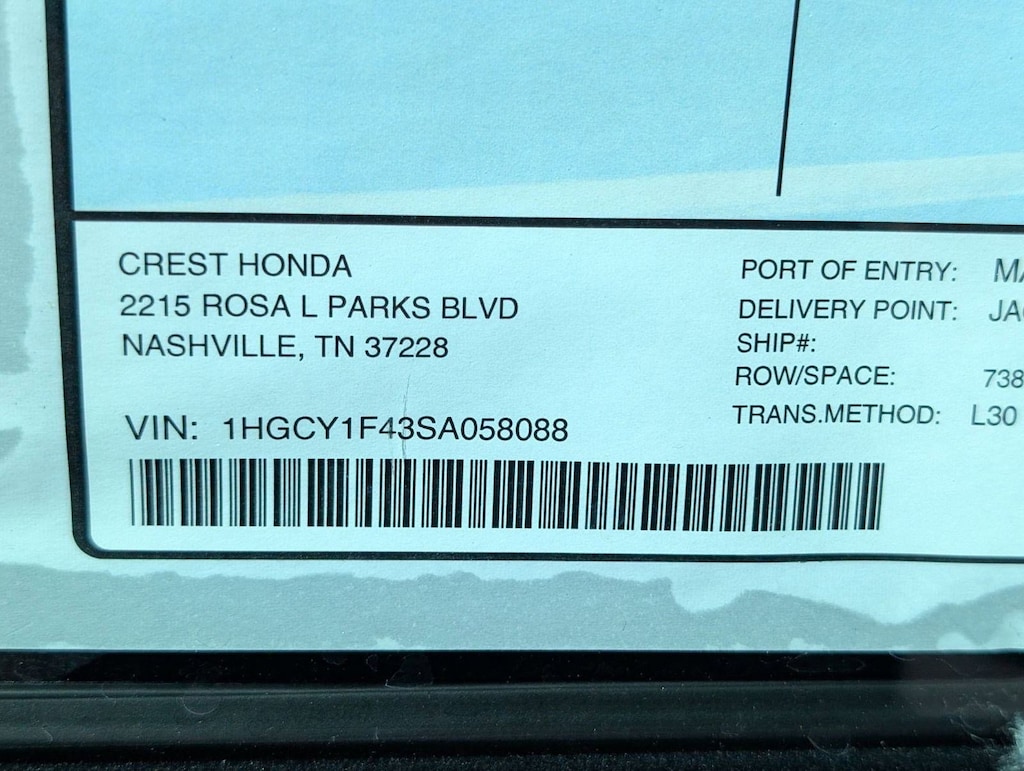 CREST HONDA
2215 ROSA L PARKS BLVD
NASHVILLE, TN 37228
VIN: 1HGCY1F43SA058088
PORT OF ENTRY:
DELIVERY POINT:
SHIP#:
ROW/SPACE: 738
TRANS.METHOD: L30